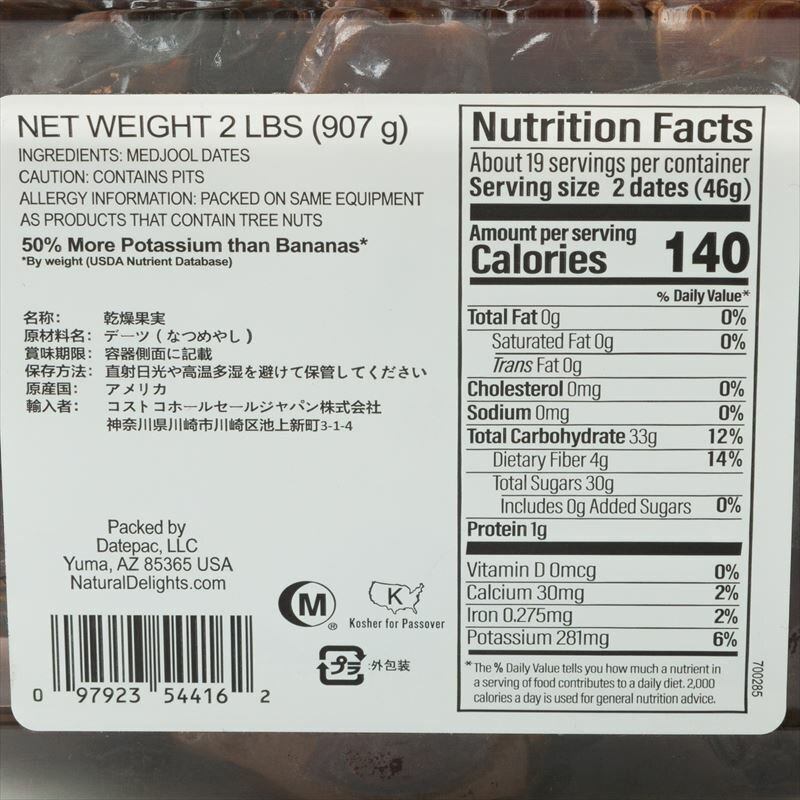 NET WEIGHT 2 LBS (907 g)
INGREDIENTS: MEDJOOL DATES
CAUTION: CONTAINS PITS
ALLERGY INFORMATION: PACKED ON SAME EQUIPMENT
AS PRODUCTS THAT CONTAIN TREE NUTS
50% More Potassium than Bananas*
*By weight (USDA Nutrient Database)
名称: 乾燥果実
原材料名: デーツ(なつめやし)
賞味期限: 容器側面に記載
保存方法: 直射日光や高温多湿を避けて保管してください
原産国: アメリカ
輸入者: コストコホールセールジャパン株式会社
神奈川県川崎市川崎区池上新町3-1-4
Packed by
Datepac, LLC
Yuma, AZ 85365 USA
NaturalDelights.com
M ®
K
Kosher for Passover
プラ :外包装
0 97923 54416 2
Nutrition Facts
About 19 servings per container
Serving size 2 dates (46g)
Amount per serving
Calories 140
% Daily Value*
Total Fat 0g 0%
Saturated Fat 0g 0%
Trans Fat 0g
Cholesterol 0mg 0%
Sodium 0mg 0%
Total Carbohydrate 33g 12%
Dietary Fiber 4g 14%
Total Sugars 30g
Includes 0g Added Sugars 0%
Protein 1g
Vitamin D 0mcg 0%
Calcium 30mg 2%
Iron 0.275mg 2%
Potassium 281mg 6%
*The % Daily Value tells you how much a nutrient in
a serving of food contributes to a daily diet. 2,000
calories a day is used for general nutrition advice.
700285